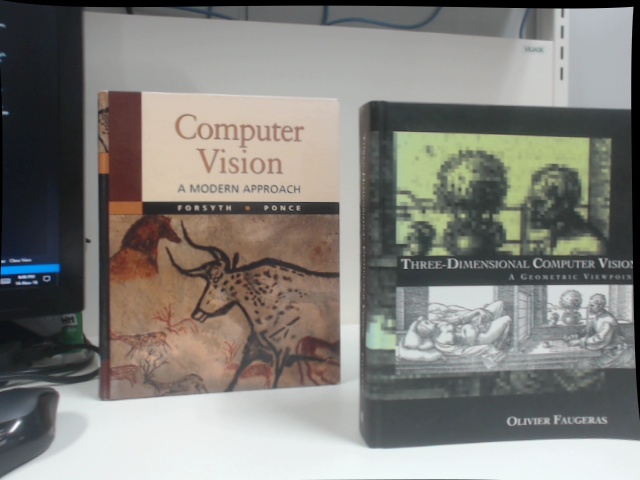 Computer
Vision
A MODERN APPROACH
FORSYTH • PONCE
THREE-DIMENSIONAL COMPUTER VISION
A GEOMETRIC VIEWPOINT
OLIVIER FAUGERAS